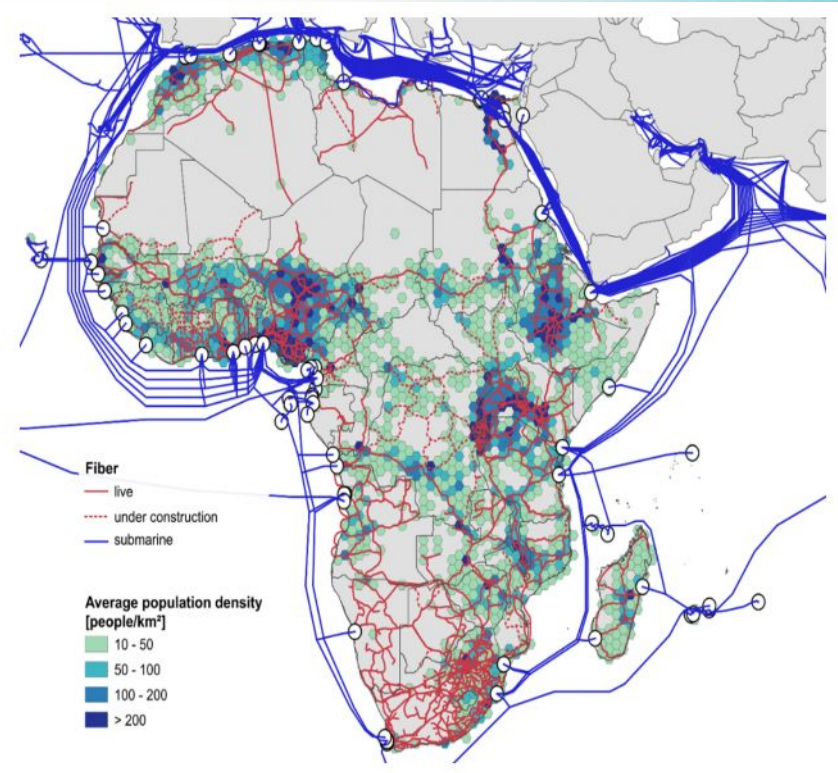 Fiber
live
under construction
submarine
Average population density
[people/km²]
10 - 50
50 - 100
100 - 200
> 200